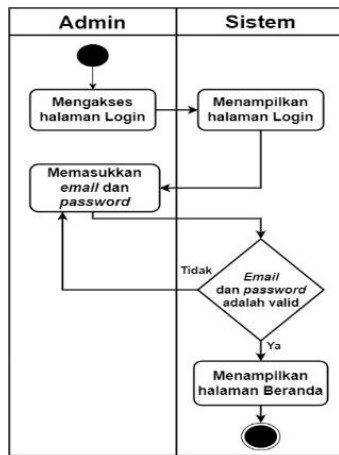 Admin
Sistem
Mengakses
halaman Login
Menampilkan
halaman Login
Memasukkan
email dan
password
Tidak
Email
dan password
adalah valid
Ya
Menampilkan
halaman Beranda